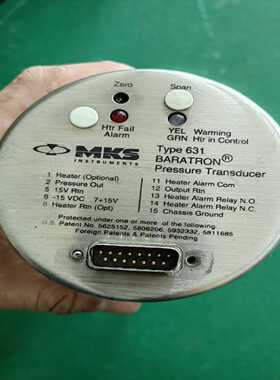 Zero Span
Htr Fail
Alarm
YEL Warming
GRN Htr in Control
MKS
INSTRUMENTS
Type 631
BARATRON®
Pressure Transducer
1 Heater (Optional)
2 Pressure Out
5 15V Rtn
6 -15 VDC 7 +15V
8 Heater Rtn (Opt)
11 Heater Alarm Com
12 Output Rtn
13 Heater Alarm Relay N.O
14 Heater Alarm Relay N.C.
15 Chassis Ground
Protected under one or more of the following:
U.S. Patent No. 5625152, 5808206, 5932332, 5811685
Foreign Patents & Patents Pending